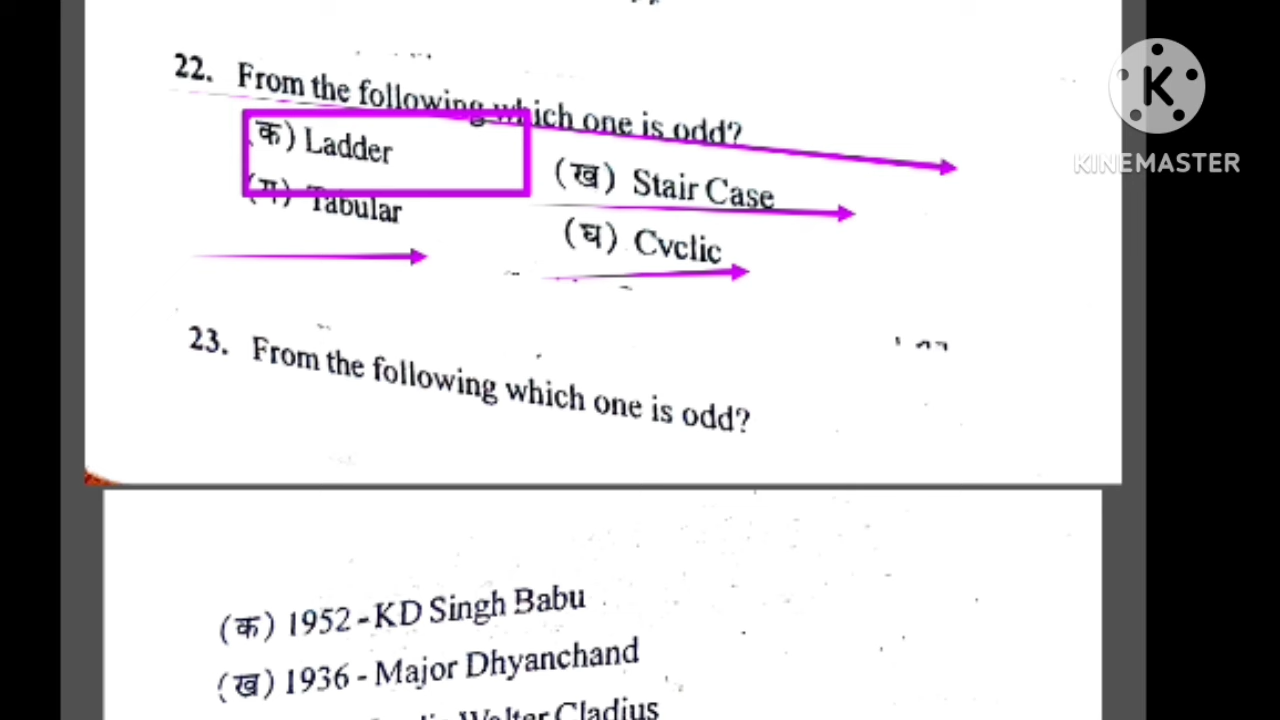 22. From the following which one is odd?
(क) Ladder
(ख) Stair Case
(ग) Tabular
(घ) Cyclic
23. From the following which one is odd?
(क) 1952 - KD Singh Babu
(ख) 1936 - Major Dhyanchand
Walter Cladius
K
KINEMASTER